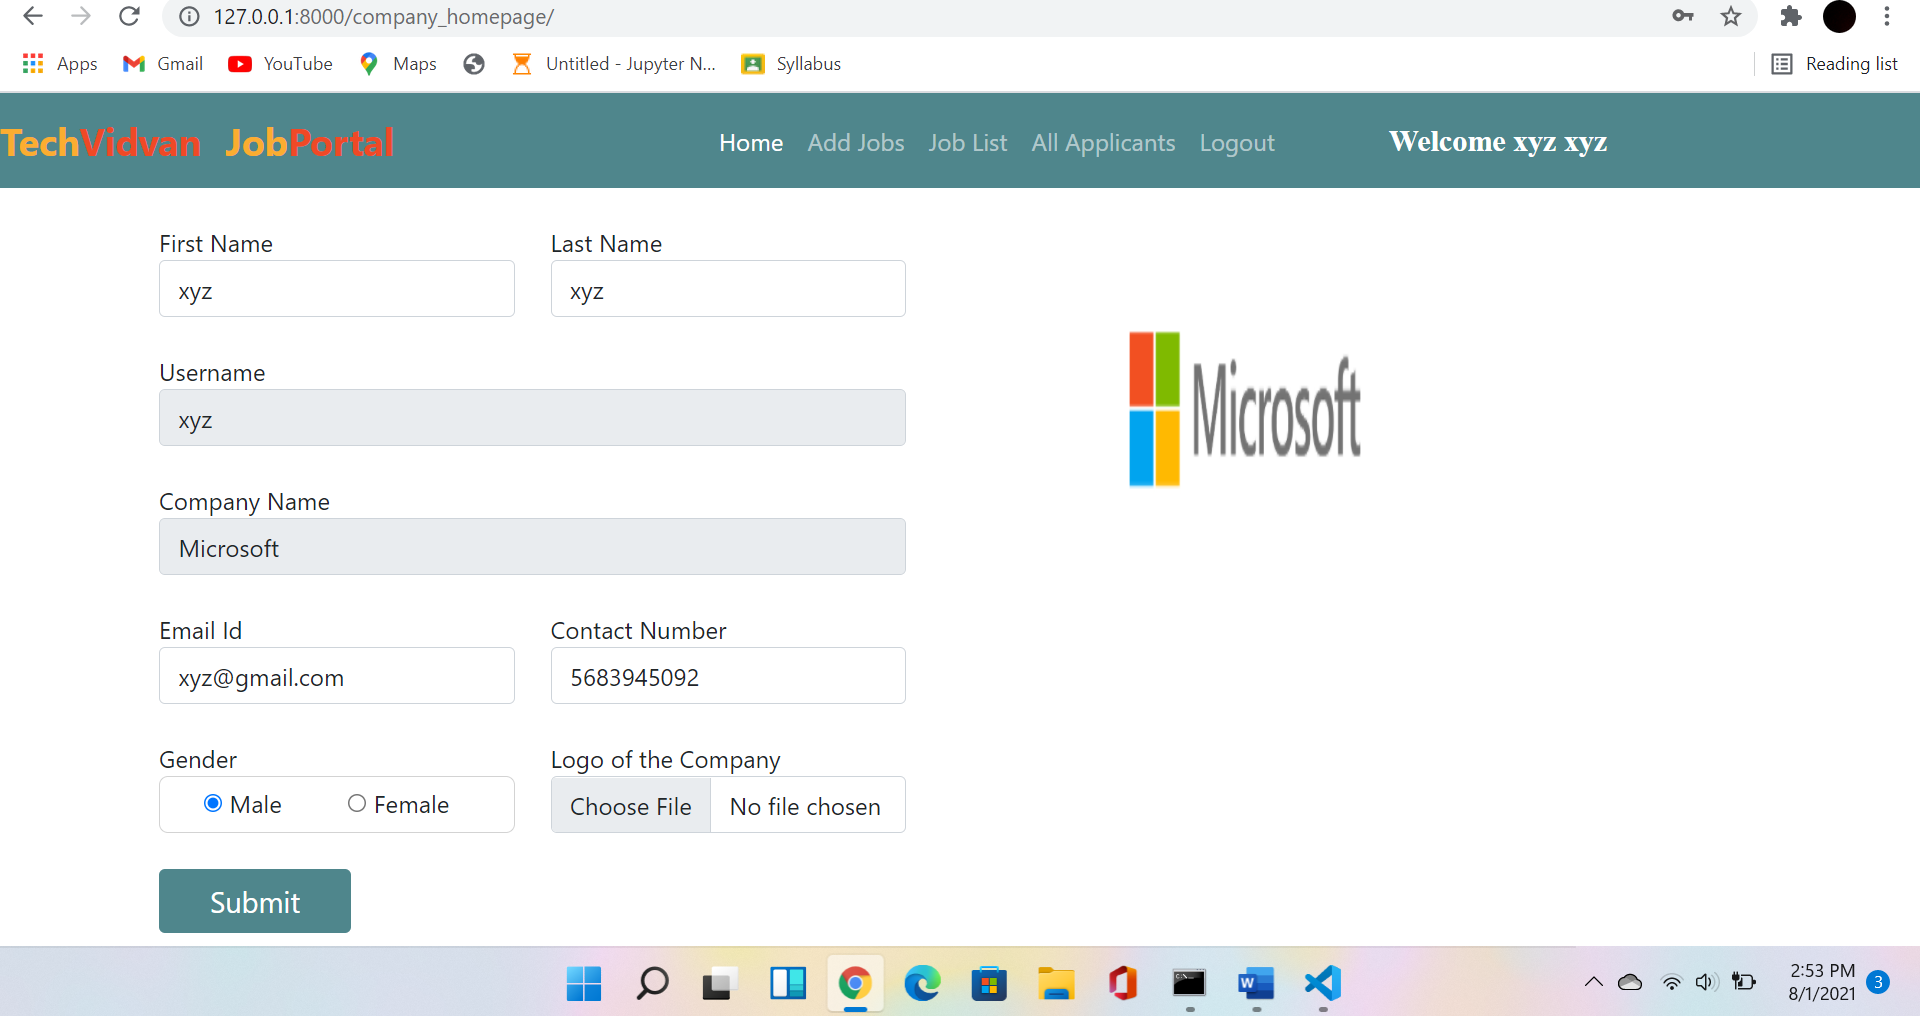 127.0.0.1:8000/company_homepage/
Apps Gmail YouTube Maps Untitled - Jupyter N... Syllabus Reading list
TechVidvan JobPortal Home Add Jobs Job List All Applicants Logout Welcome xyz xyz
First Name Last Name
xyz xyz
Username
xyz
Microsoft
Company Name
Microsoft
Email Id Contact Number
xyz@gmail.com 5683945092
Gender Logo of the Company
Male Female Choose File No file chosen
Submit
2:53 PM
8/1/2021 3